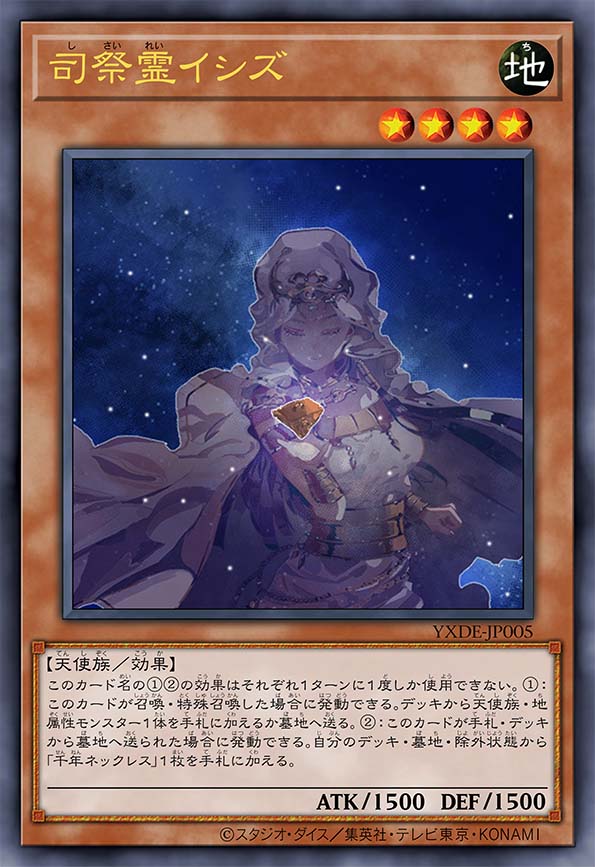 司祭霊イシズ
地
YXDE-JP005
【天使族／効果】
このカード名の①②の効果はそれぞれ1ターンに1度しか使用できない。①：
このカードが召喚・特殊召喚した場合に発動できる。デッキから天使族・地
属性モンスター1体を手札に加えるか墓地へ送る。②：このカードが手札・デッキ
から墓地へ送られた場合に発動できる。自分のデッキ・墓地・除外状態から
「千年ネックレス」1枚を手札に加える。
ATK/1500 DEF/1500
©スタジオ・ダイス／集英社・テレビ東京・KONAMI